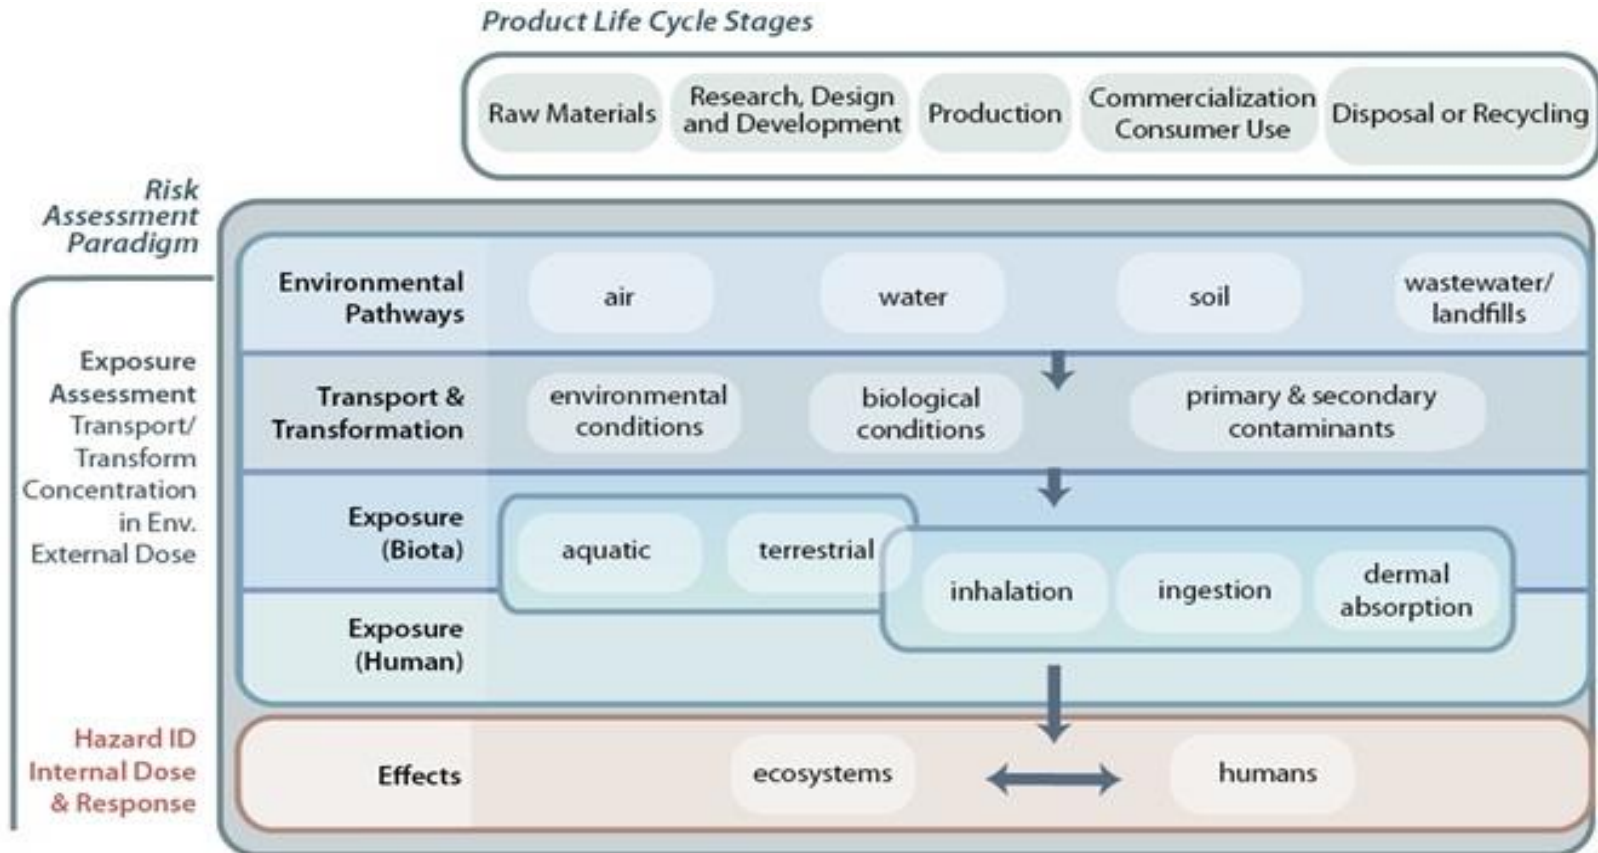 Product Life Cycle Stages
Raw Materials
Research, Design
and Development
Production
Commercialization
Consumer Use
Disposal or Recycling
Risk
Assessment
Paradigm
Exposure
Assessment
Transport/
Transform
Concentration
in Env.
External Dose
Environmental
Pathways
air
water
soil
wastewater/
landfills
Transport &
Transformation
environmental
conditions
biological
conditions
primary & secondary
contaminants
Exposure
(Biota)
aquatic
terrestrial
inhalation
ingestion
dermal
absorption
Exposure
(Human)
Hazard ID
Internal Dose
& Response
Effects
ecosystems
humans